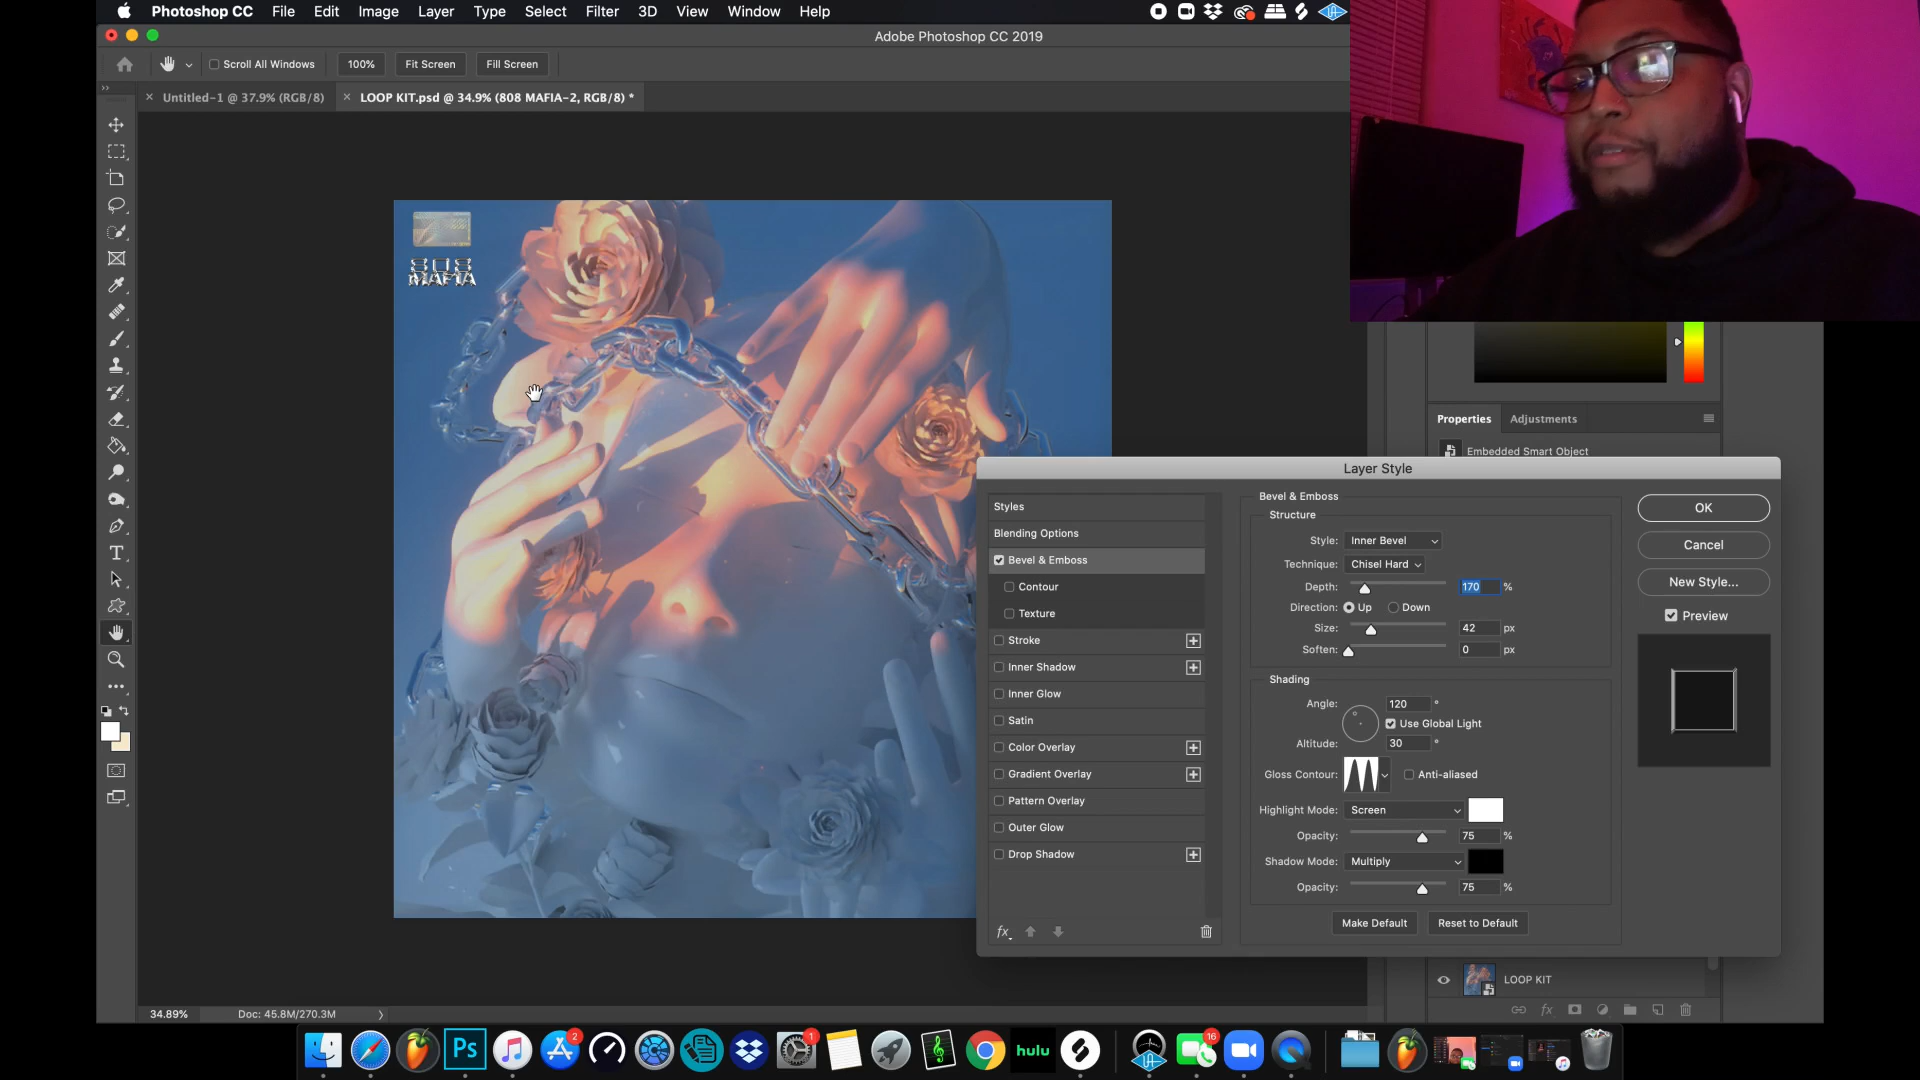 Photoshop CC File Edit Image Layer Type Select Filter 3D View Window Help
Adobe Photoshop CC 2019
Scroll All Windows 100% Fit Screen Fill Screen
Untitled-1 @ 37.9% (RGB/8) LOOP KIT.psd @ 34.9% (808 MAFIA-2, RGB/8) *
808
MAFIA
Properties Adjustments
Embedded Smart Object
Layer Style
Styles
Blending Options
Bevel & Emboss
Contour
Texture
Stroke
Inner Shadow
Inner Glow
Satin
Color Overlay
Gradient Overlay
Pattern Overlay
Outer Glow
Drop Shadow
fx
Bevel & Emboss
Structure
Style: Inner Bevel
Technique: Chisel Hard
Depth: 170 %
Direction: Up Down
Size: 42 px
Soften: 0 px
Shading
Angle: 120 °
Use Global Light
Altitude: 30 °
Gloss Contour: Anti-aliased
Highlight Mode: Screen
Opacity: 75 %
Shadow Mode: Multiply
Opacity: 75 %
Make Default Reset to Default
OK
Cancel
New Style...
Preview
LOOP KIT
fx
34.89% Doc: 45.8M/270.3M
Ps 2 1 hulu 16